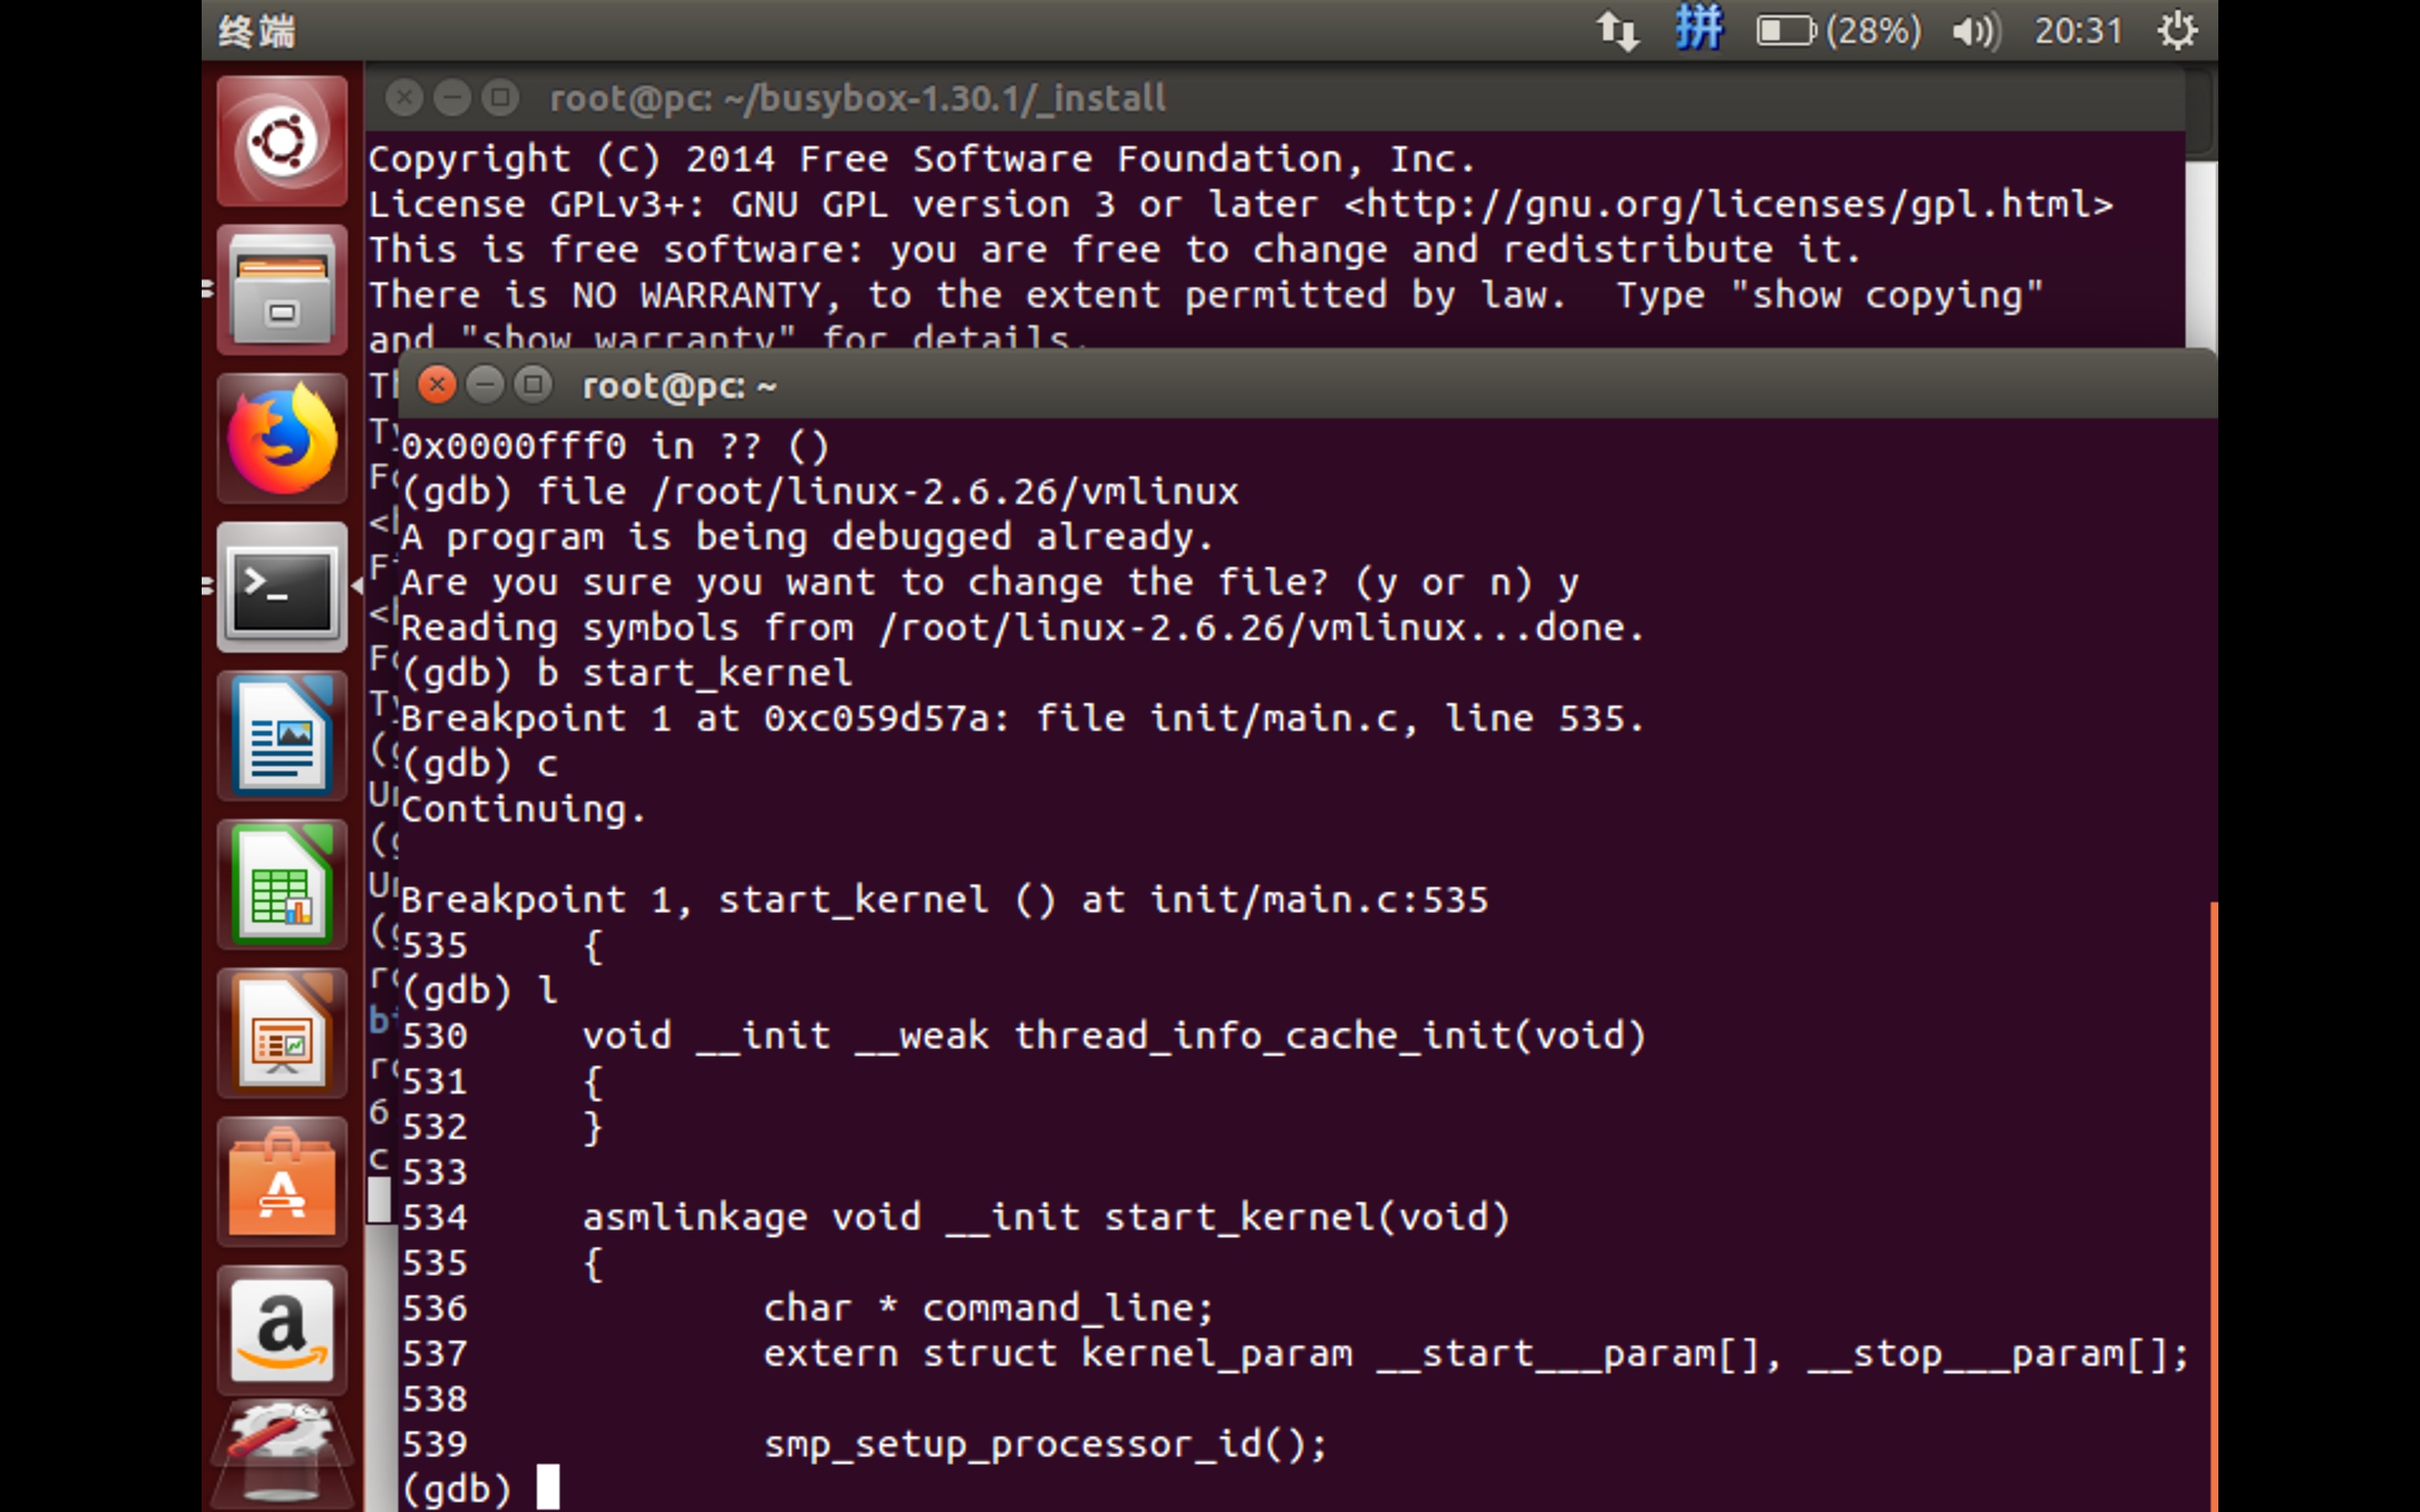 终端
(28%)
20:31
root@pc: ~/busybox-1.30.1/_install
Copyright (C) 2014 Free Software Foundation, Inc.
License GPLv3+: GNU GPL version 3 or later <http://gnu.org/licenses/gpl.html>
This is free software: you are free to change and redistribute it.
There is NO WARRANTY, to the extent permitted by law.  Type "show copying"
and "show warranty" for details.
root@pc: ~
0x0000fff0 in ?? ()
(gdb) file /root/linux-2.6.26/vmlinux
A program is being debugged already.
Are you sure you want to change the file? (y or n) y
Reading symbols from /root/linux-2.6.26/vmlinux...done.
(gdb) b start_kernel
Breakpoint 1 at 0xc059d57a: file init/main.c, line 535.
(gdb) c
Continuing.
Breakpoint 1, start_kernel () at init/main.c:535
535     {
(gdb) l
530     void __init __weak thread_info_cache_init(void)
531     {
532     }
533
534     asmlinkage void __init start_kernel(void)
535     {
536             char * command_line;
537             extern struct kernel_param __start___param[], __stop___param[];
538
539             smp_setup_processor_id();
(gdb)
拼